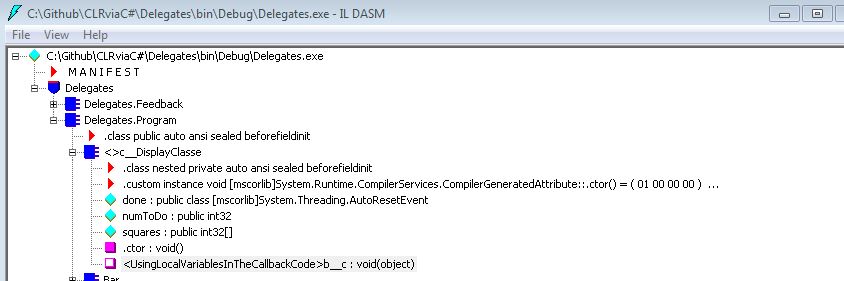 C:\Github\CLRviaC#\Delegates\bin\Debug\Delegates.exe - IL DASM
File View Help
C:\Github\CLRviaC#\Delegates\bin\Debug\Delegates.exe
M A N I F E S T
Delegates
Delegates.Feedback
Delegates.Program
.class public auto ansi sealed beforefieldinit
<>c__DisplayClasse
.class nested private auto ansi sealed beforefieldinit
.custom instance void [mscorlib]System.Runtime.CompilerServices.CompilerGeneratedAttribute::.ctor() = ( 01 00 00 00 ) ...
done : public class [mscorlib]System.Threading.AutoResetEvent
numToDo : public int32
squares : public int32[]
.ctor : void()
<UsingLocalVariablesInTheCallbackCode>b__c : void(object)